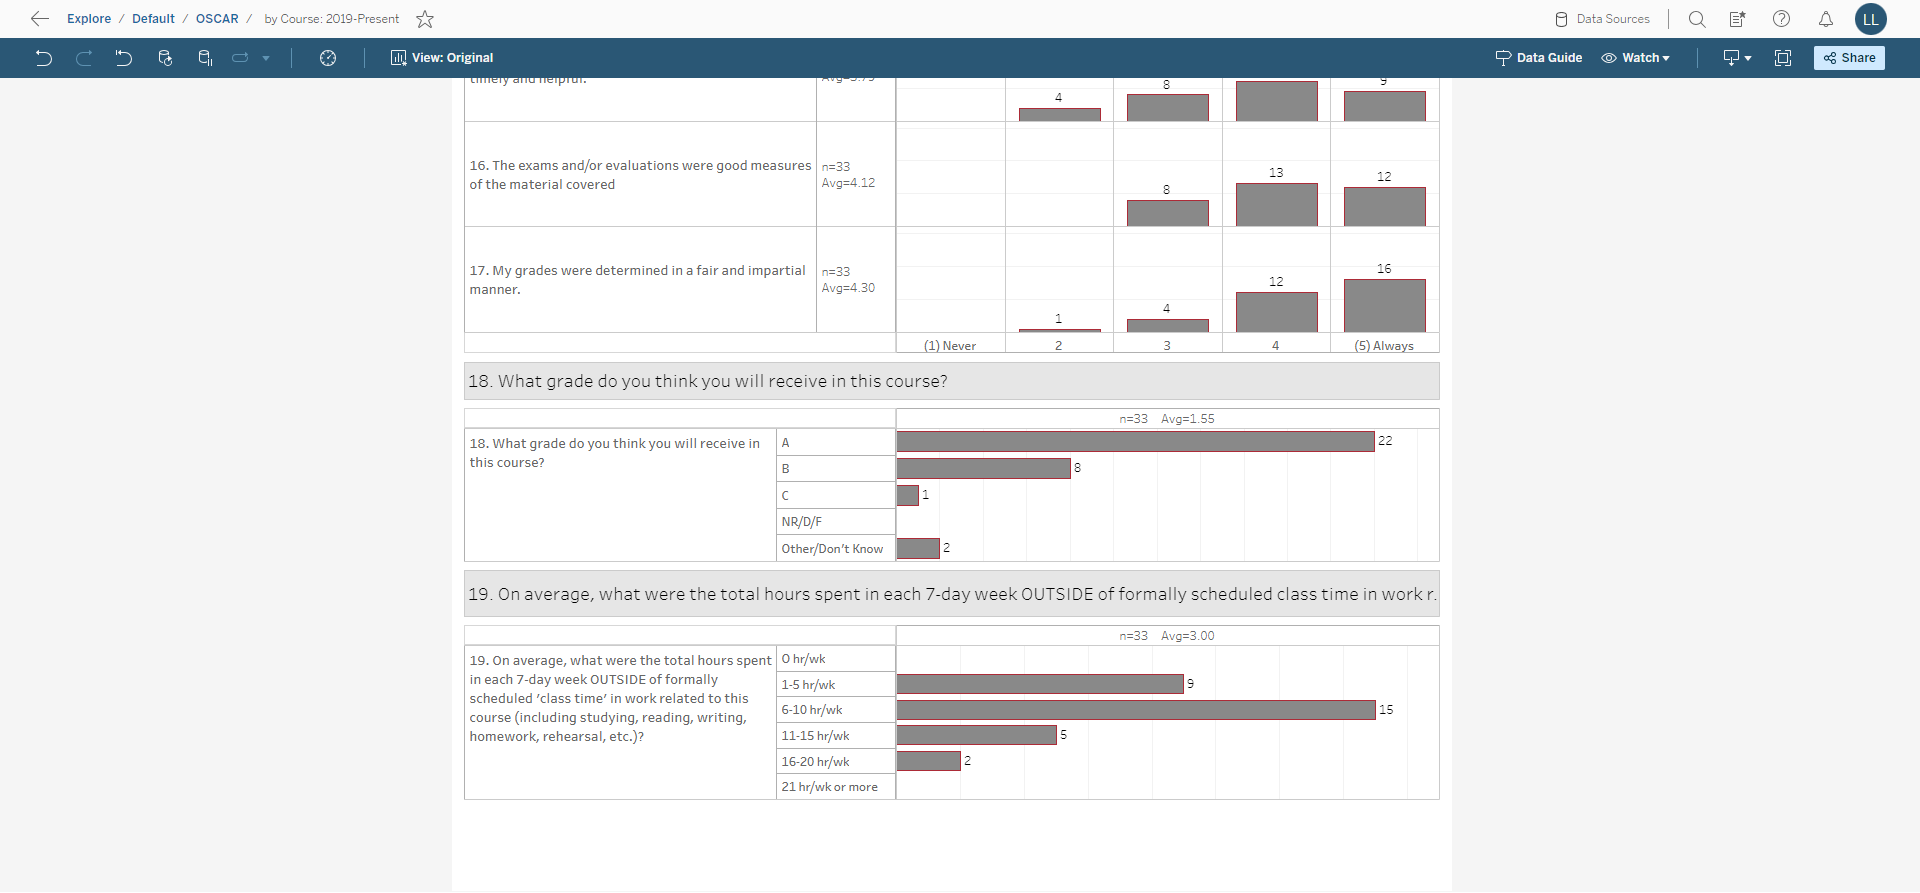 Explore / Default / OSCAR / by Course: 2019-Present
Data Sources
LL
View: Original
Data Guide
Watch
Share
timely and helpful.
4
8
9
16. The exams and/or evaluations were good measures
of the material covered
n=33
Avg=4.12
8
13
12
17. My grades were determined in a fair and impartial
manner.
n=33
Avg=4.30
1
4
12
16
(1) Never
2
3
4
(5) Always
18. What grade do you think you will receive in this course?
n=33 Avg=1.55
18. What grade do you think you will receive in
this course?
A
22
B
8
C
1
NR/D/F
Other/Don't Know
2
19. On average, what were the total hours spent in each 7-day week OUTSIDE of formally scheduled class time in work r.
n=33 Avg=3.00
19. On average, what were the total hours spent
in each 7-day week OUTSIDE of formally
scheduled ‘class time’ in work related to this
course (including studying, reading, writing,
homework, rehearsal, etc.)?
0 hr/wk
1-5 hr/wk
9
6-10 hr/wk
15
11-15 hr/wk
5
16-20 hr/wk
2
21 hr/wk or more